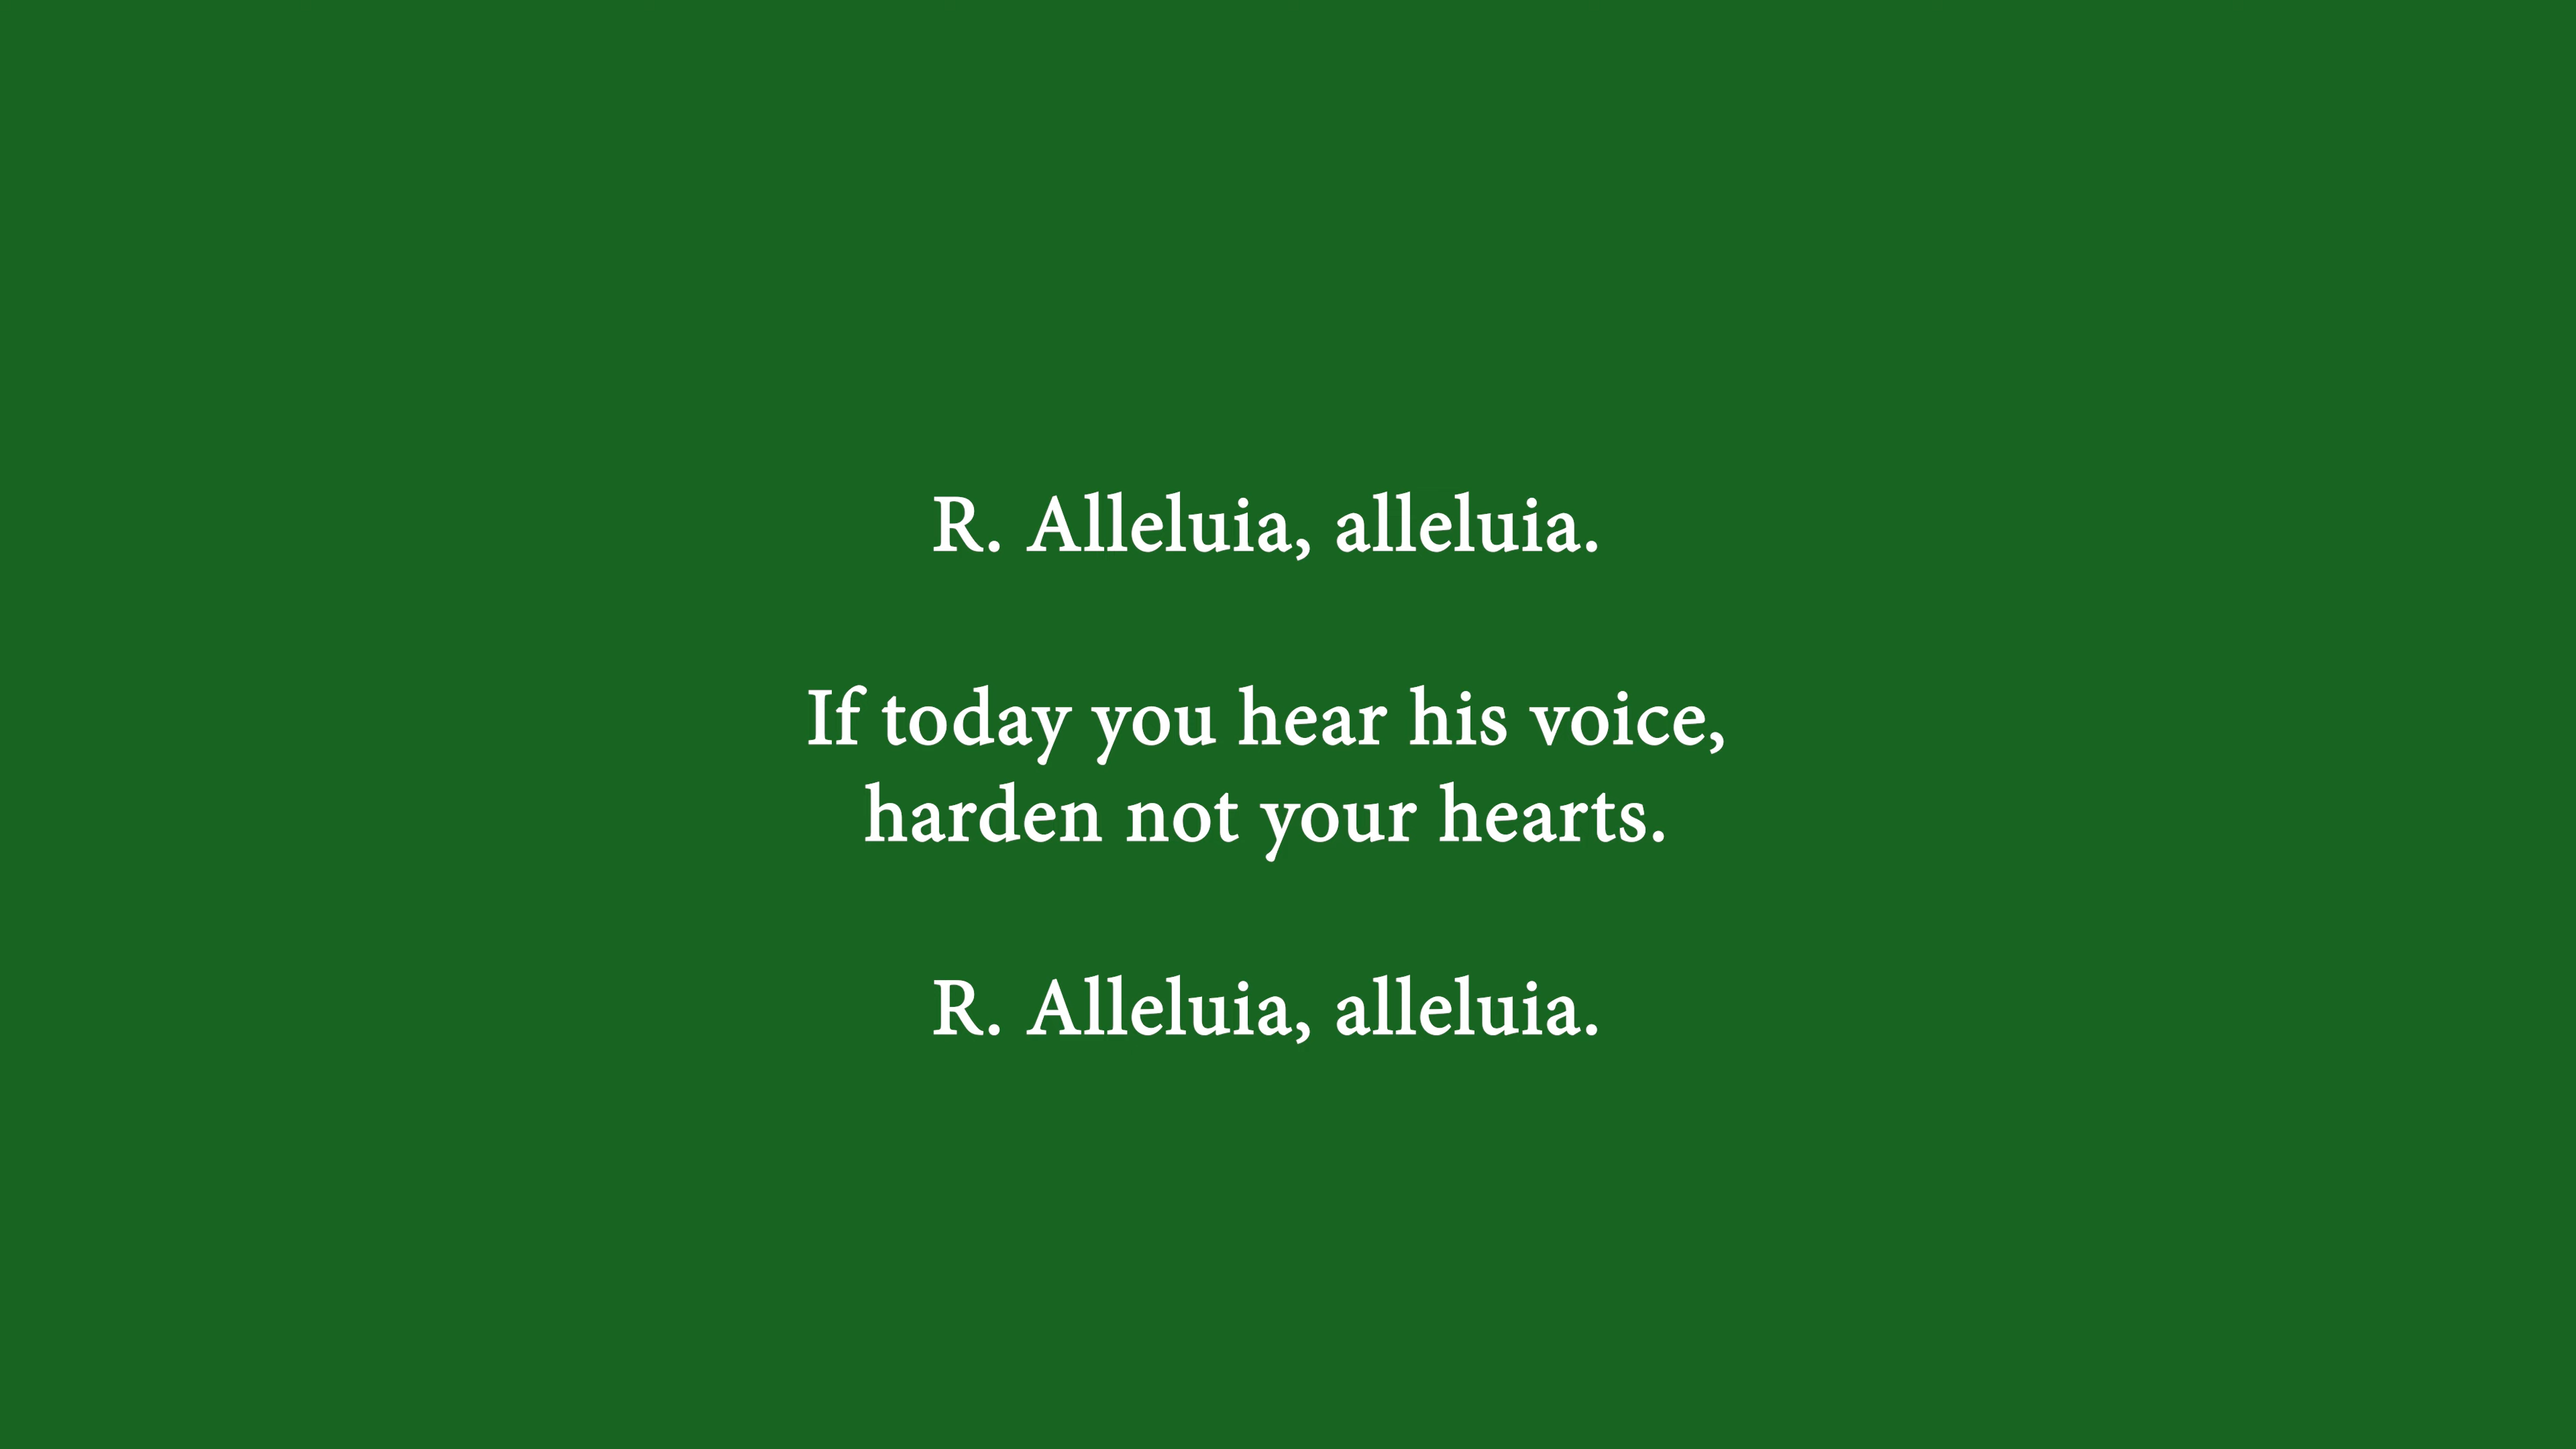 R. Alleluia, alleluia.
If today you hear his voice,
harden not your hearts.
R. Alleluia, alleluia.